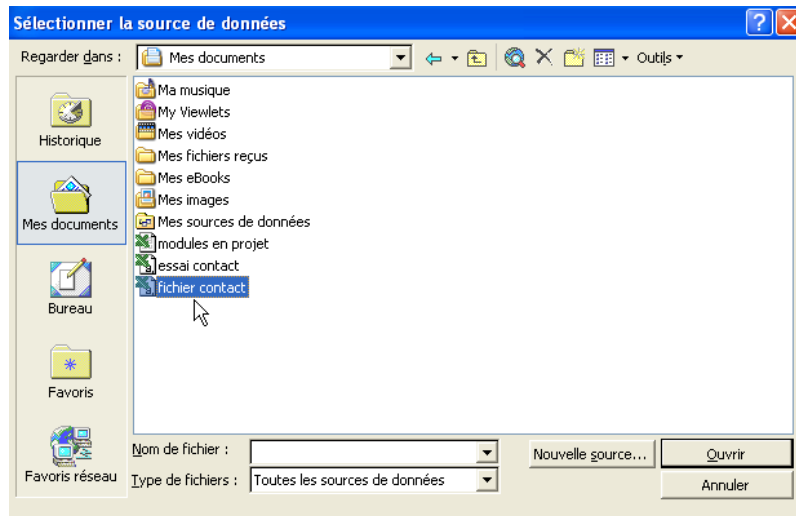 Sélectionner la source de données
Regarder dans : Mes documents Outils
Historique
Mes documents
Bureau
Favoris
Favoris réseau
Ma musique
My Viewlets
Mes vidéos
Mes fichiers reçus
Mes eBooks
Mes images
Mes sources de données
modules en projet
essai contact
fichier contact
Nom de fichier : Nouvelle source... Ouvrir
Type de fichiers : Toutes les sources de données Annuler